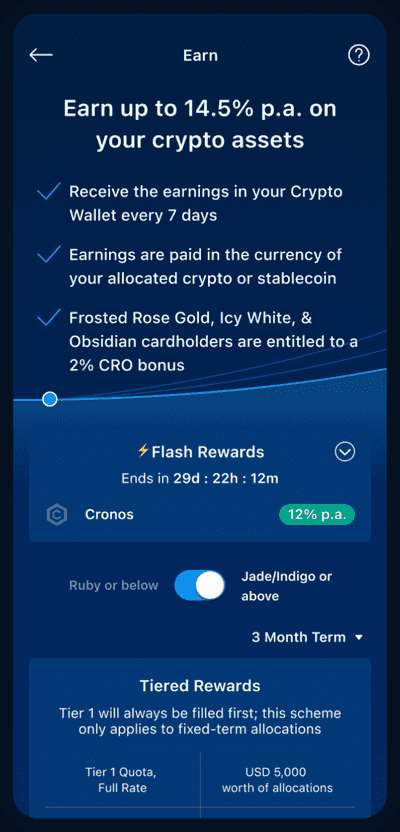 Earn
Earn up to 14.5% p.a. on
your crypto assets
Receive the earnings in your Crypto
Wallet every 7 days
Earnings are paid in the currency of
your allocated crypto or stablecoin
Frosted Rose Gold, Icy White, &
Obsidian cardholders are entitled to a
2% CRO bonus
⚡Flash Rewards
Ends in 29d : 22h : 12m
Cronos 12% p.a.
Ruby or below
Jade/Indigo or
above
3 Month Term
Tiered Rewards
Tier 1 will always be filled first; this scheme
only applies to fixed-term allocations
Tier 1 Quota,
Full Rate
USD 5,000
worth of allocations